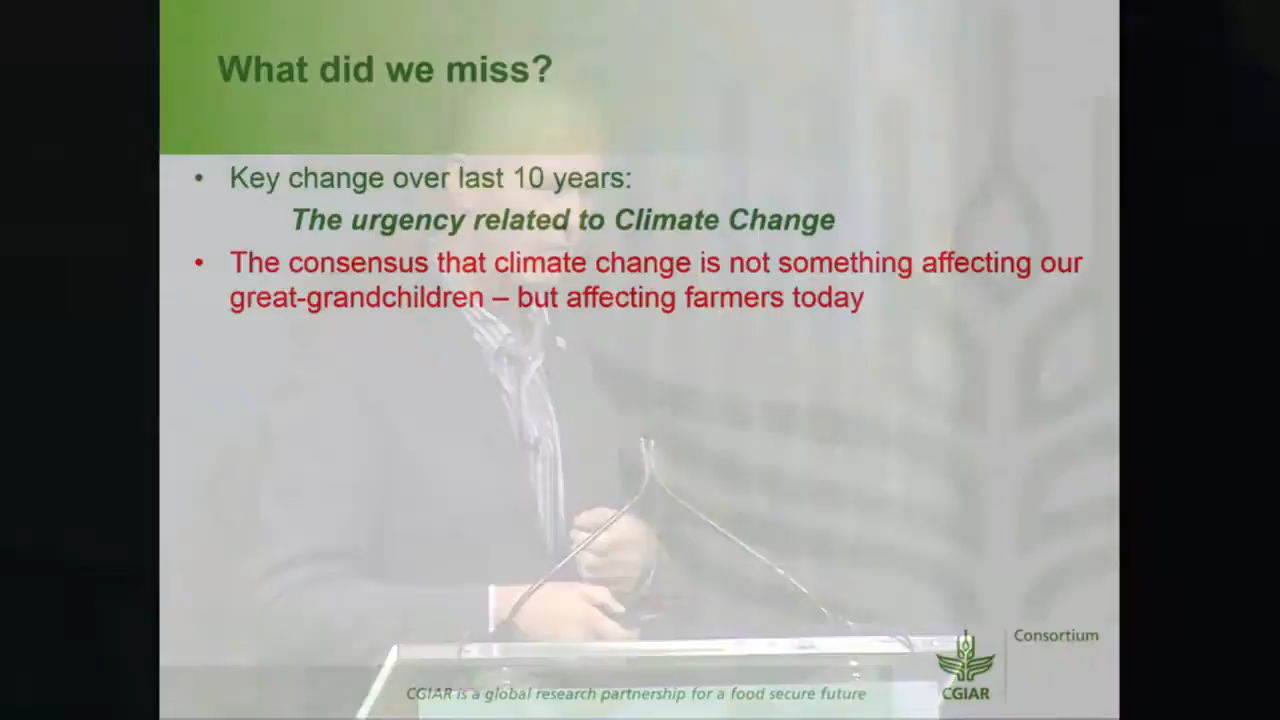 What did we miss?
• Key change over last 10 years:
The urgency related to Climate Change
• The consensus that climate change is not something affecting our
great-grandchildren – but affecting farmers today
Consortium
CGIAR
CGIAR is a global research partnership for a food secure future